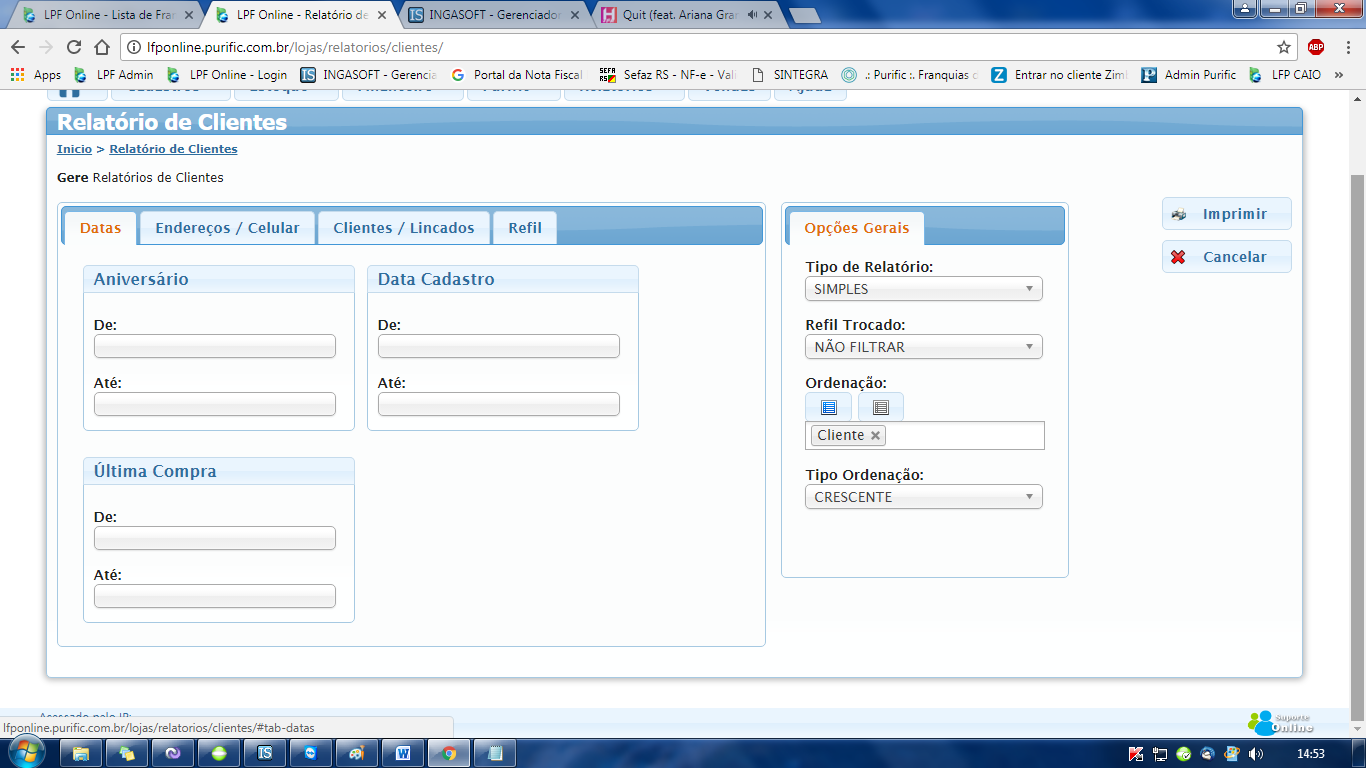 LPF Online - Lista de Fran
LPF Online - Relatório de
INGASOFT - Gerenciador
Quit (feat. Ariana Gran
lfponline.purific.com.br/lojas/relatorios/clientes/
ABP
Apps
LPF Admin
LPF Online - Login
INGASOFT - Gerencia
Portal da Nota Fiscal
Sefaz RS - NF-e - Vali
SINTEGRA
.: Purific :. Franquias
Entrar no cliente Zim
Admin Purific
LFP CAIO
»
Relatório de Clientes
Inicio > Relatório de Clientes
Gere Relatórios de Clientes
Datas
Endereços / Celular
Clientes / Lincados
Refil
Aniversário
De:
Até:
Data Cadastro
De:
Até:
Última Compra
De:
Até:
Opções Gerais
Tipo de Relatório:
SIMPLES
Refil Trocado:
NÃO FILTRAR
Ordenação:
Cliente
Tipo Ordenação:
CRESCENTE
Imprimir
Cancelar
Acessado pelo IP:
lfponline.purific.com.br/lojas/relatorios/clientes/#tab-datas
Suporte
Online
14:53